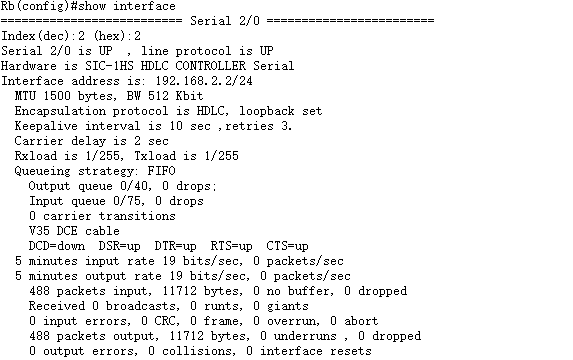 Rb(config)#show interface
========================== Serial 2/0 ========================
Index(dec):2 (hex):2
Serial 2/0 is UP  , line protocol is UP
Hardware is SIC-1HS HDLC CONTROLLER Serial
Interface address is: 192.168.2.2/24
  MTU 1500 bytes, BW 512 Kbit
  Encapsulation protocol is HDLC, loopback set
  Keepalive interval is 10 sec ,retries 3.
  Carrier delay is 2 sec
  Rxload is 1/255, Txload is 1/255
  Queueing strategy: FIFO
    Output queue 0/40, 0 drops;
    Input queue 0/75, 0 drops
    0 carrier transitions
    V35 DCE cable
    DCD=down  DSR=up  DTR=up  RTS=up  CTS=up
  5 minutes input rate 19 bits/sec, 0 packets/sec
  5 minutes output rate 19 bits/sec, 0 packets/sec
    488 packets input, 11712 bytes, 0 no buffer, 0 dropped
    Received 0 broadcasts, 0 runts, 0 giants
    0 input errors, 0 CRC, 0 frame, 0 overrun, 0 abort
    488 packets output, 11712 bytes, 0 underruns , 0 dropped
    0 output errors, 0 collisions, 0 interface resets